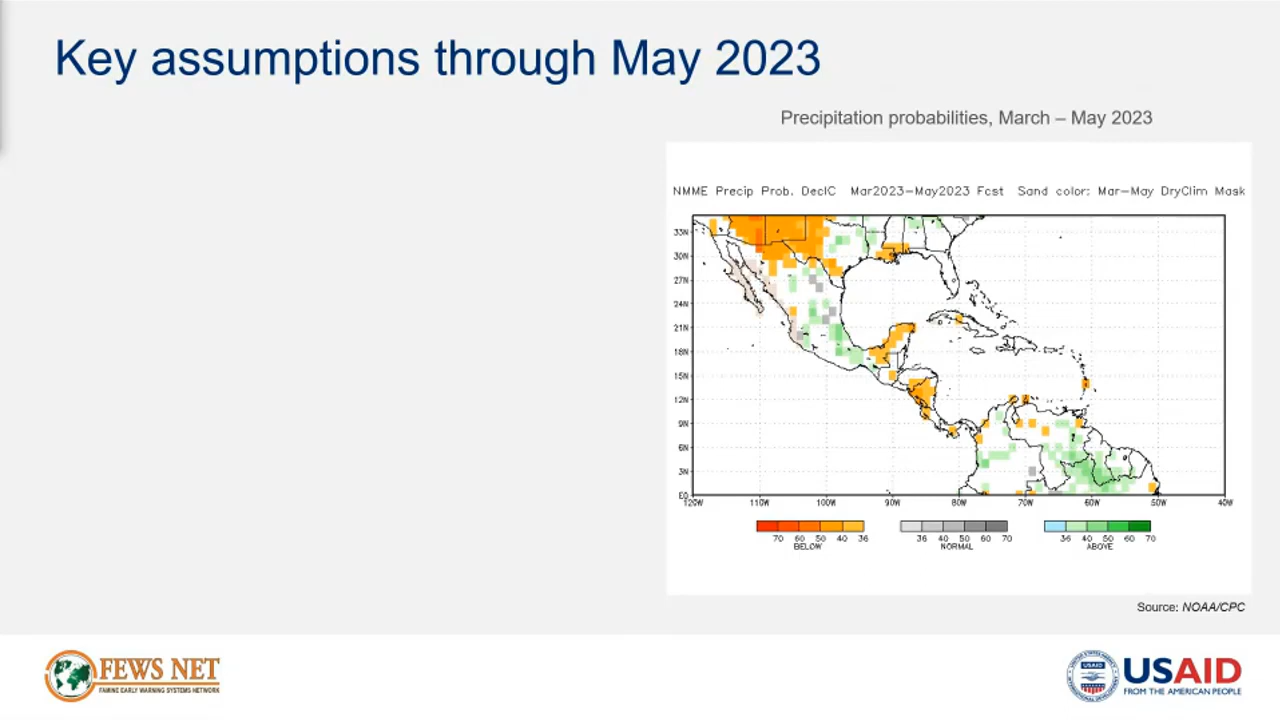 Key assumptions through May 2023
Precipitation probabilities, March – May 2023
NMME Precip Prob. DecIC Mar2023–May2023 Fcst Sand color: Mar–May DryClim Mask
33N
30N
27N
24N
21N
18N
15N
12N
9N
6N
3N
EQ
120W 110W 100W 90W 80W 70W 60W 50W 40W
70 60 50 40 36
BELOW
36 40 50 60 70
NORMAL
36 40 50 60 70
ABOVE
Source: NOAA/CPC
FEWS NET
FAMINE EARLY WARNING SYSTEMS NETWORK
USAID
USAID
FROM THE AMERICAN PEOPLE